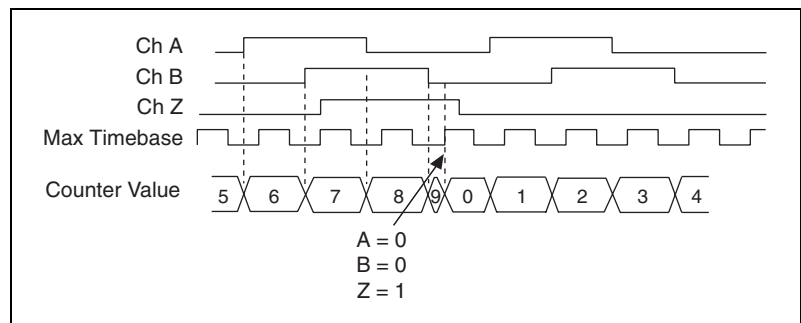 Ch A
Ch B
Ch Z
Max Timebase
Counter Value 5 6 7 8 9 0 1 2 3 4
A = 0
B = 0
Z = 1